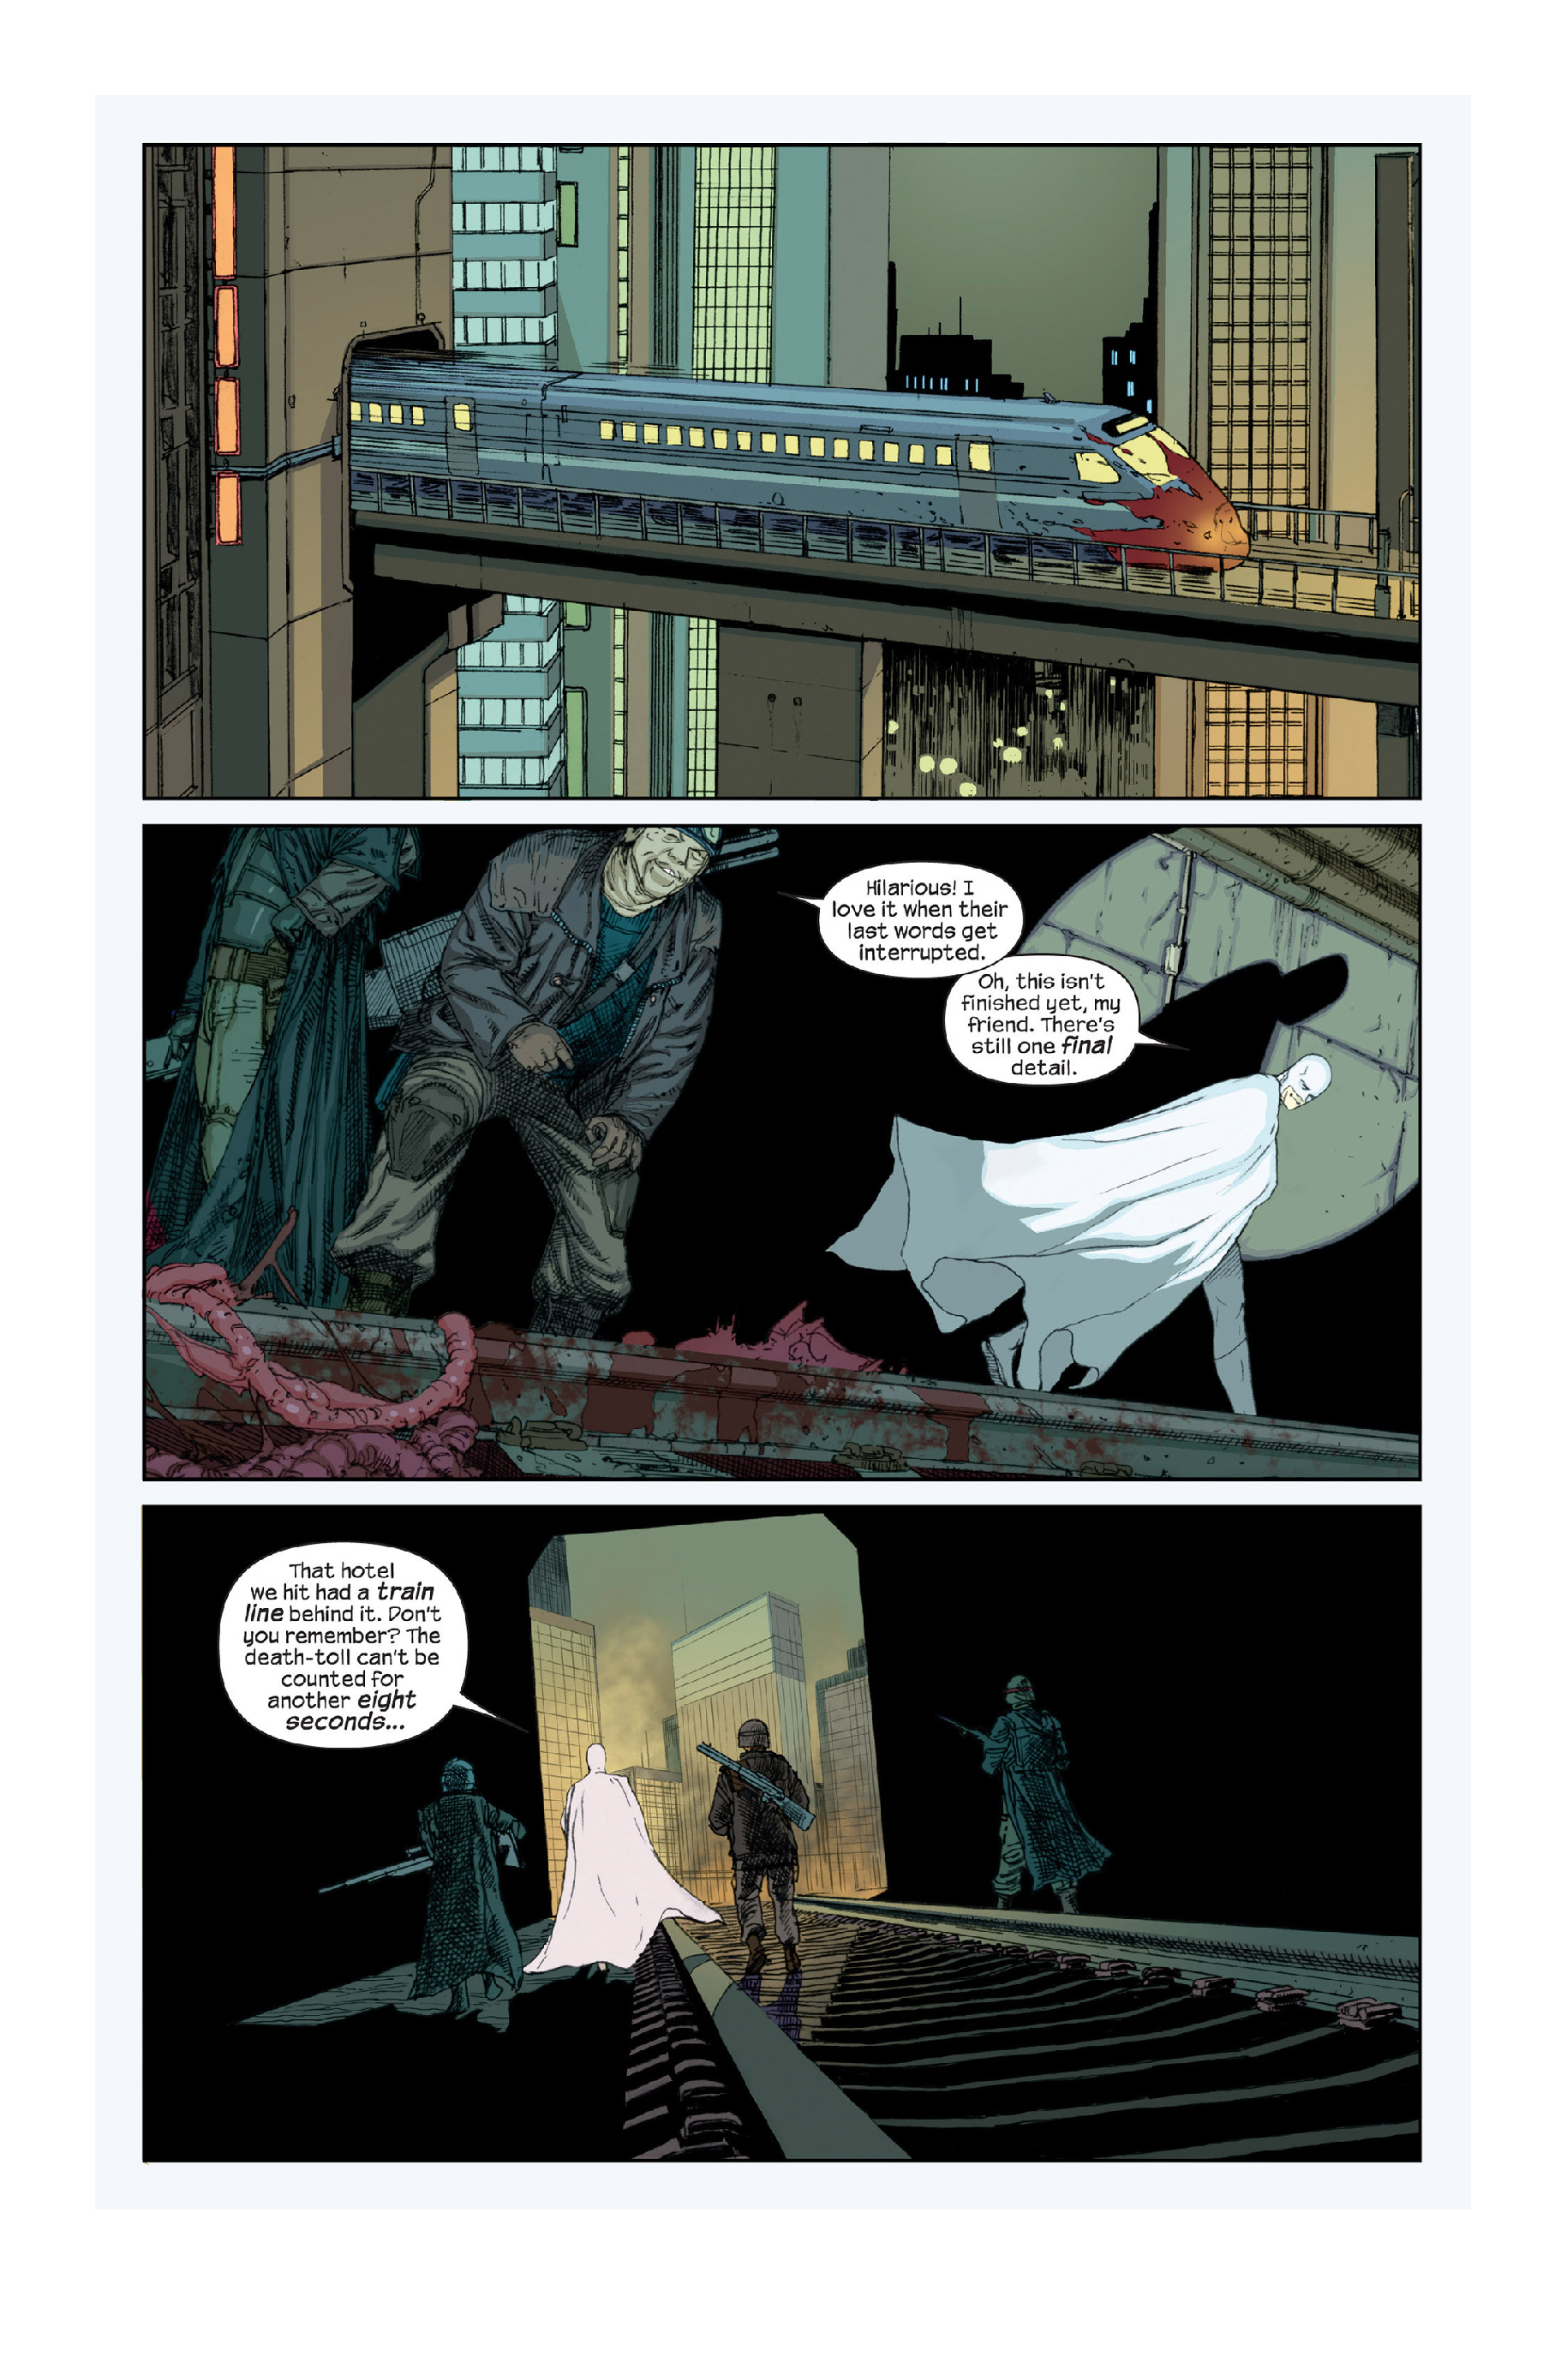 Hilarious! I
love it when their
last words get
interrupted.
Oh, this isn't
finished yet, my
friend. There's
still one final
detail.
That hotel
we hit had a train
line behind it. Don't
you remember? The
death-toll can't be
counted for
another eight
seconds...